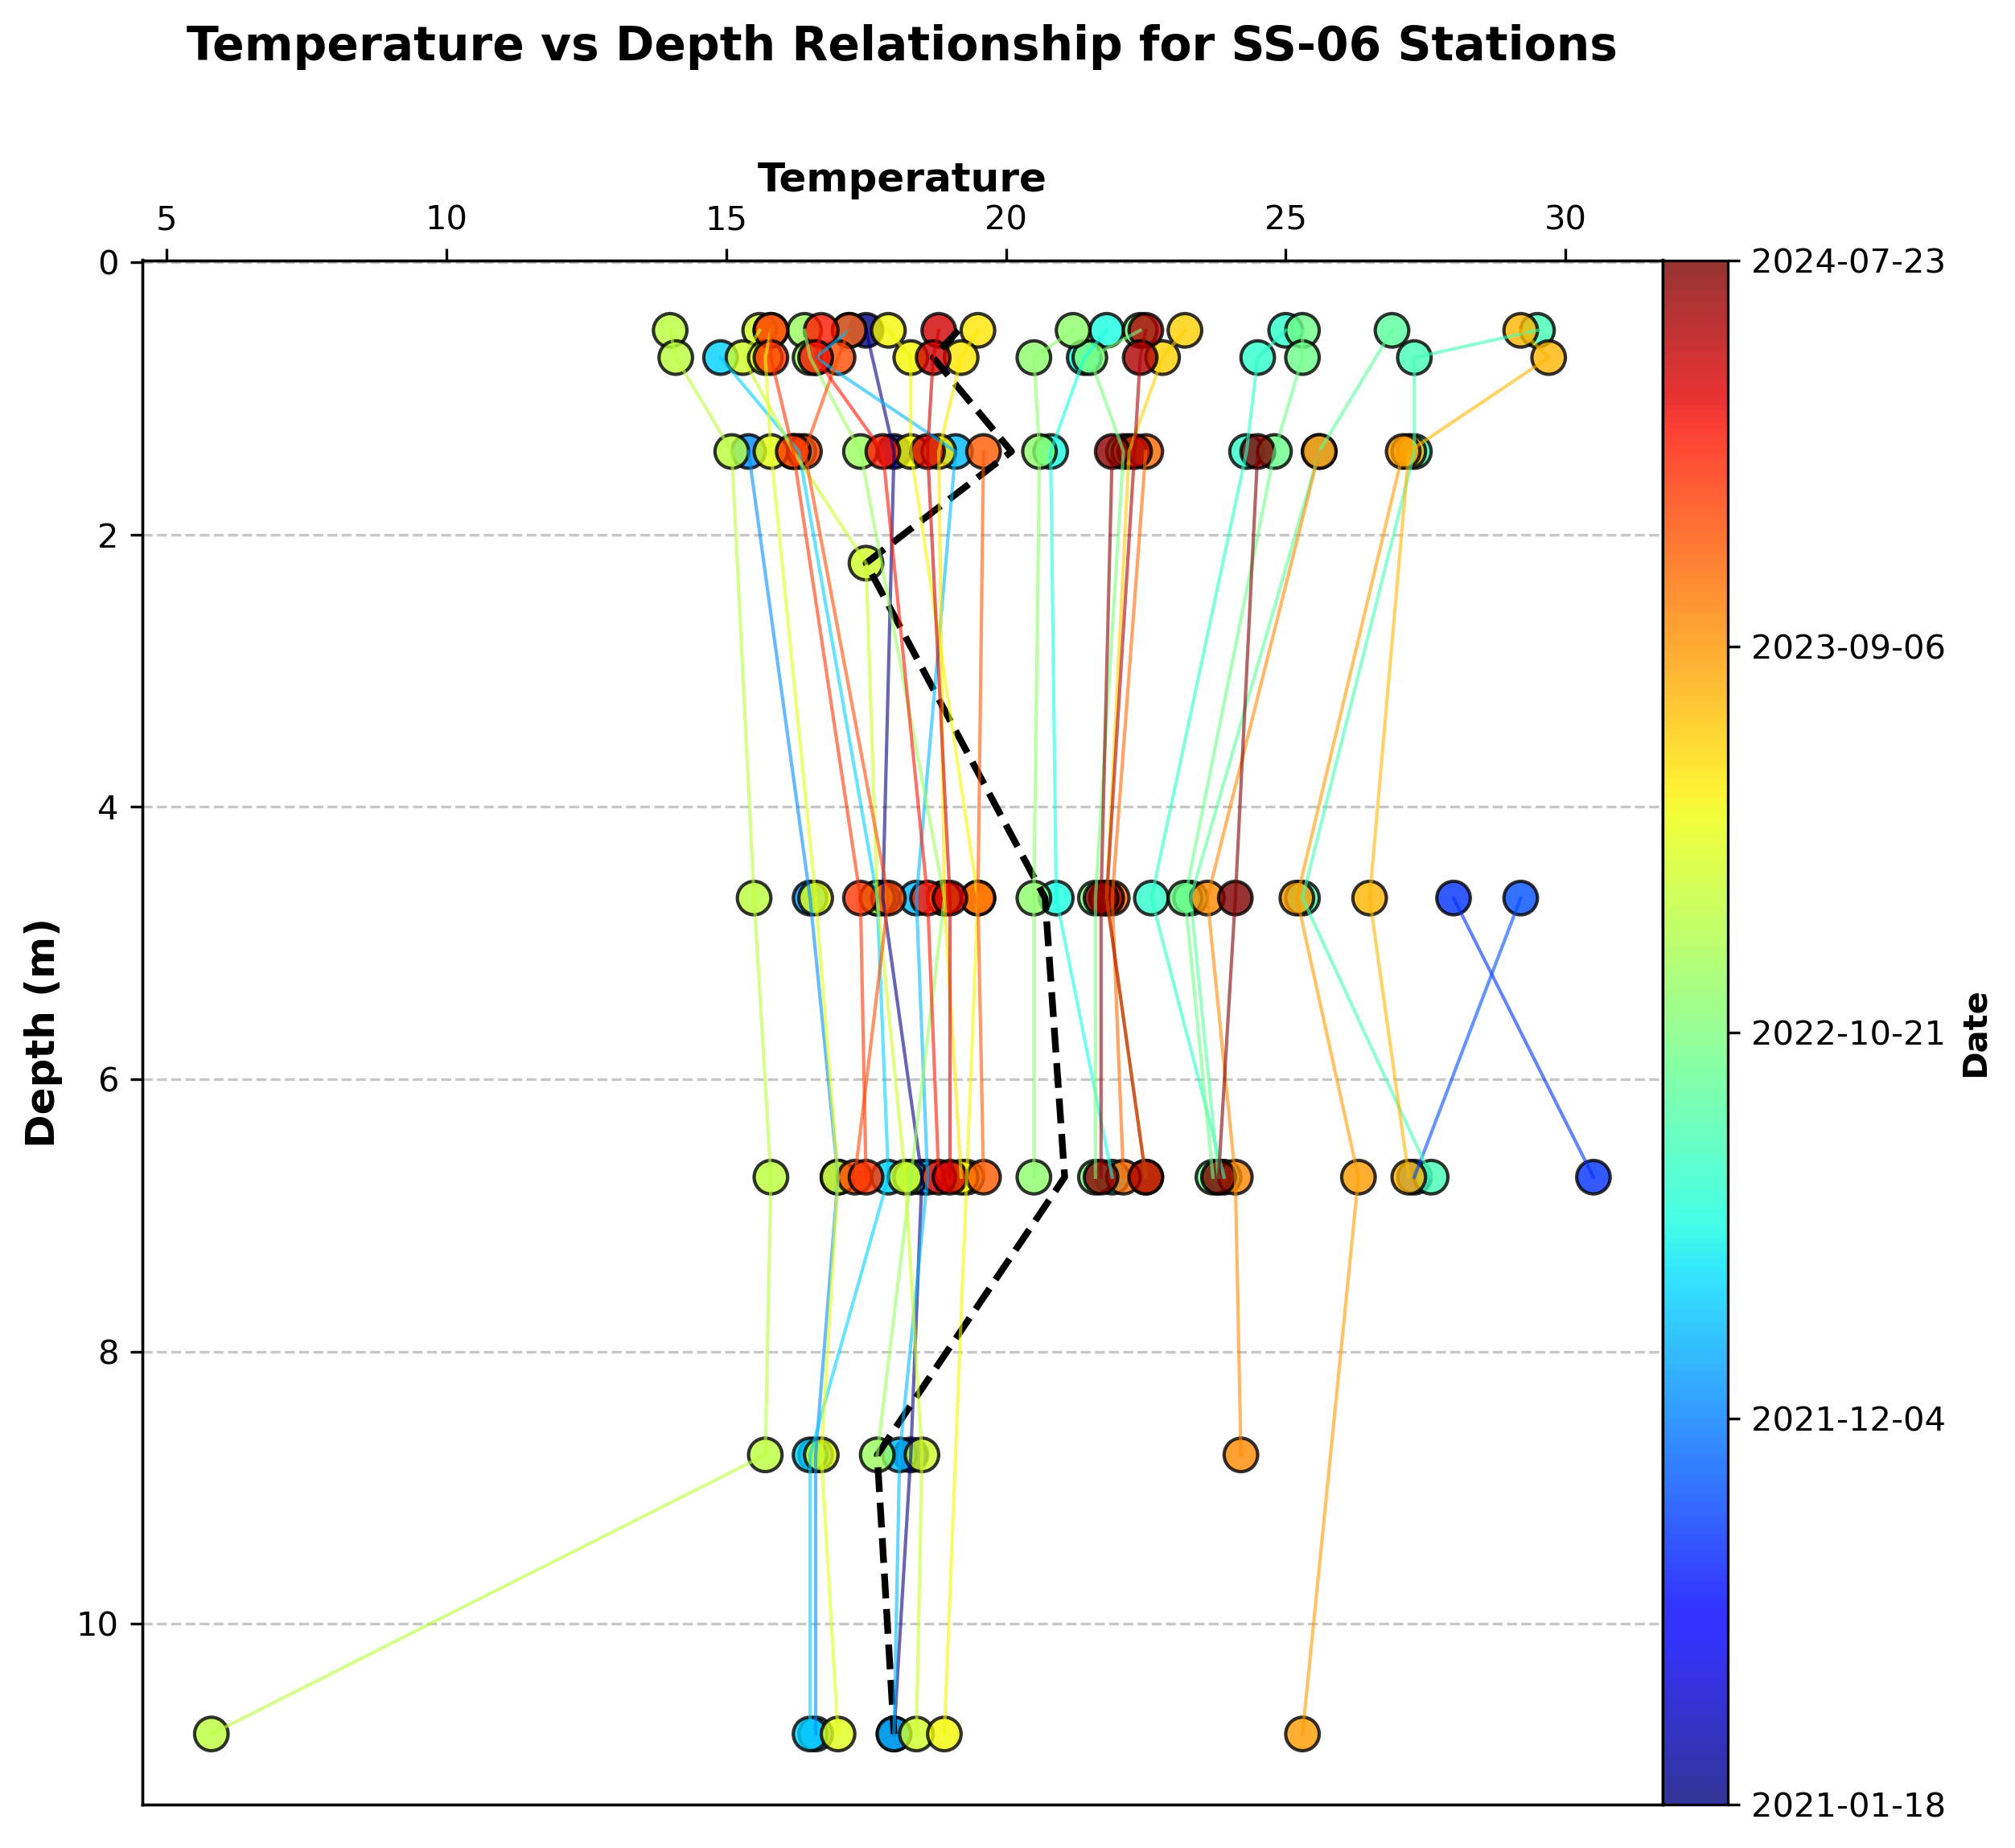 Temperature vs Depth Relationship for SS-06 Stations
Temperature
5 10 15 20 25 30
0
2
4
6
8
10
Depth (m)
2024-07-23
2023-09-06
2022-10-21
2021-12-04
2021-01-18
Date